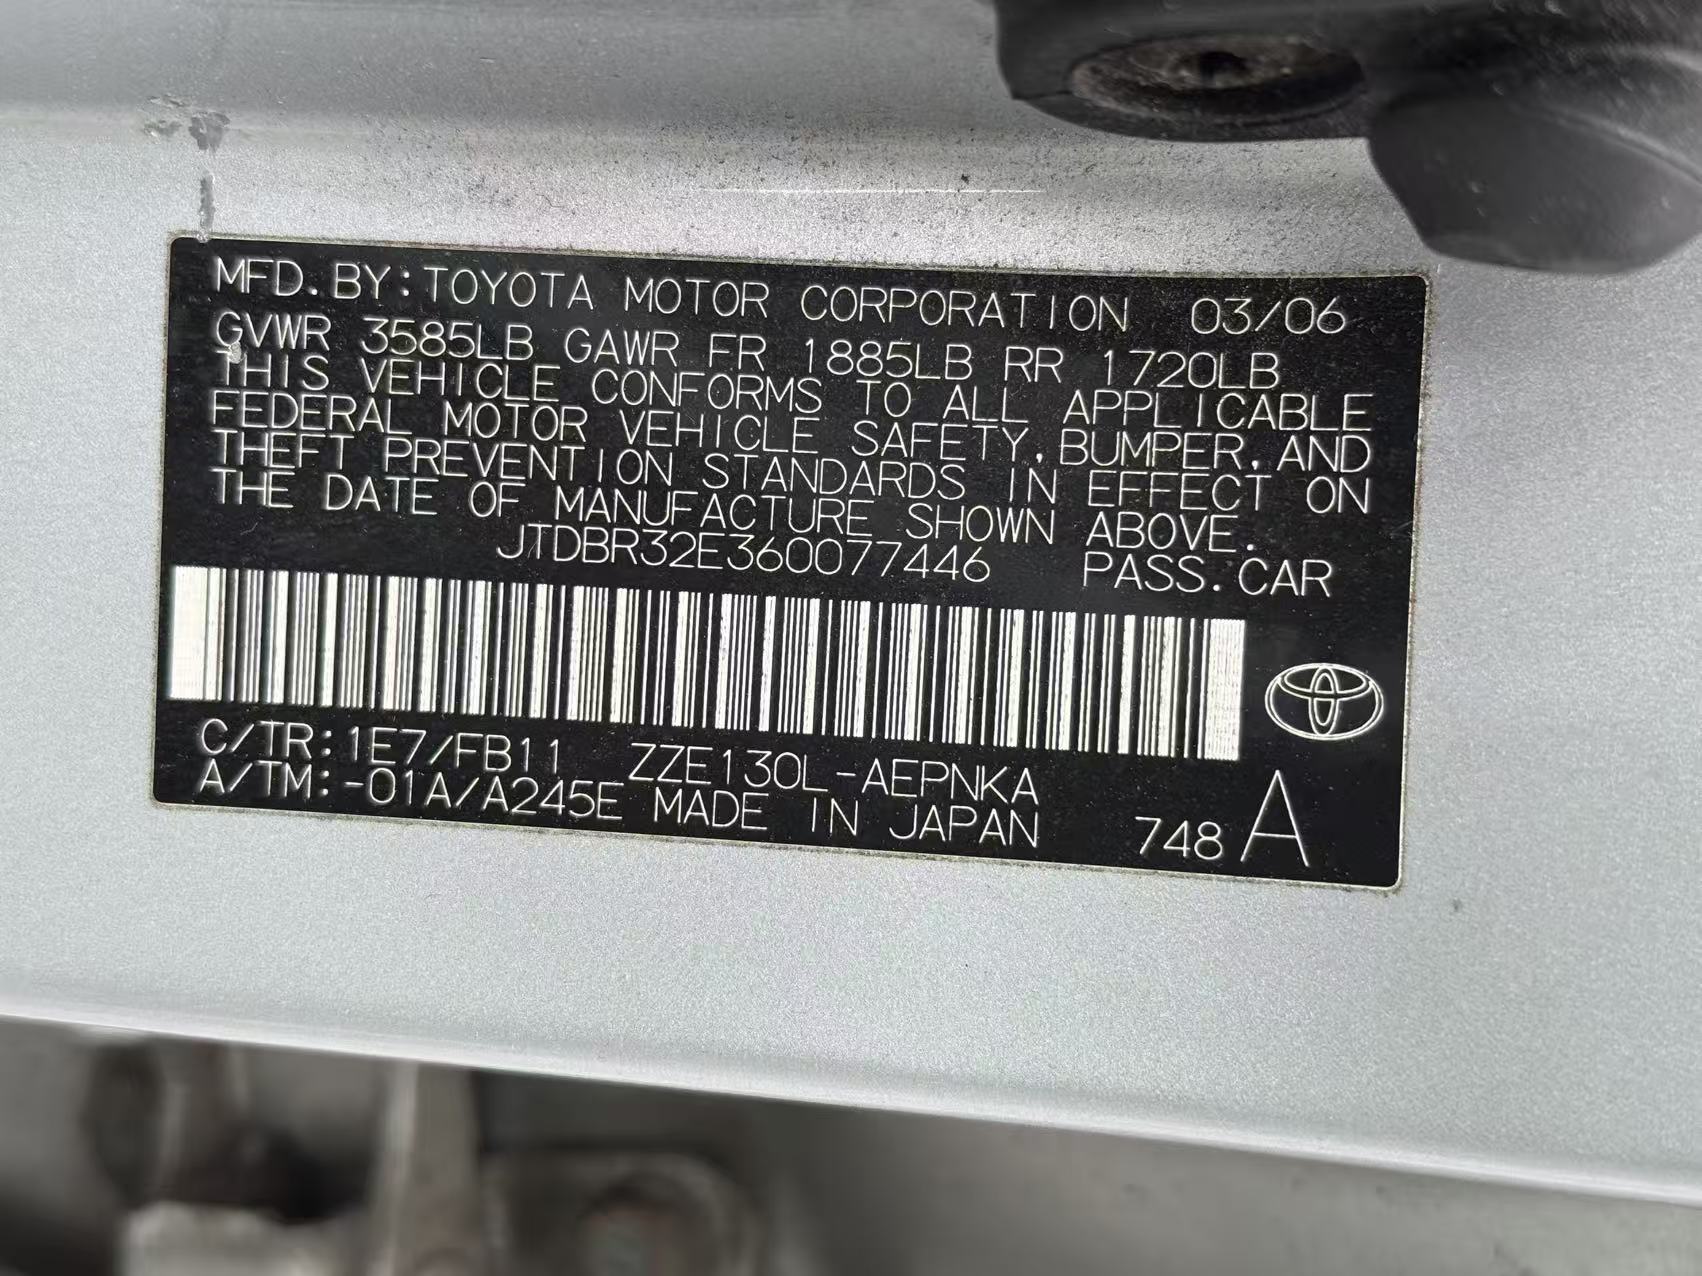 MFD. BY: TOYOTA MOTOR CORPORATION 03/06
GVWR 3585LB GAWR FR 1885LB RR 1720LB
THIS VEHICLE CONFORMS TO ALL APPLICABLE
FEDERAL MOTOR VEHICLE SAFETY, BUMPER, AND
THEFT PREVENTION STANDARDS IN EFFECT ON
THE DATE OF MANUFACTURE SHOWN ABOVE.
JTDBR32E360077446 PASS. CAR
C/TR: 1E7/FB11 ZZE130L-AEPNKA
A/TM: -01A/A245E MADE IN JAPAN 748 A